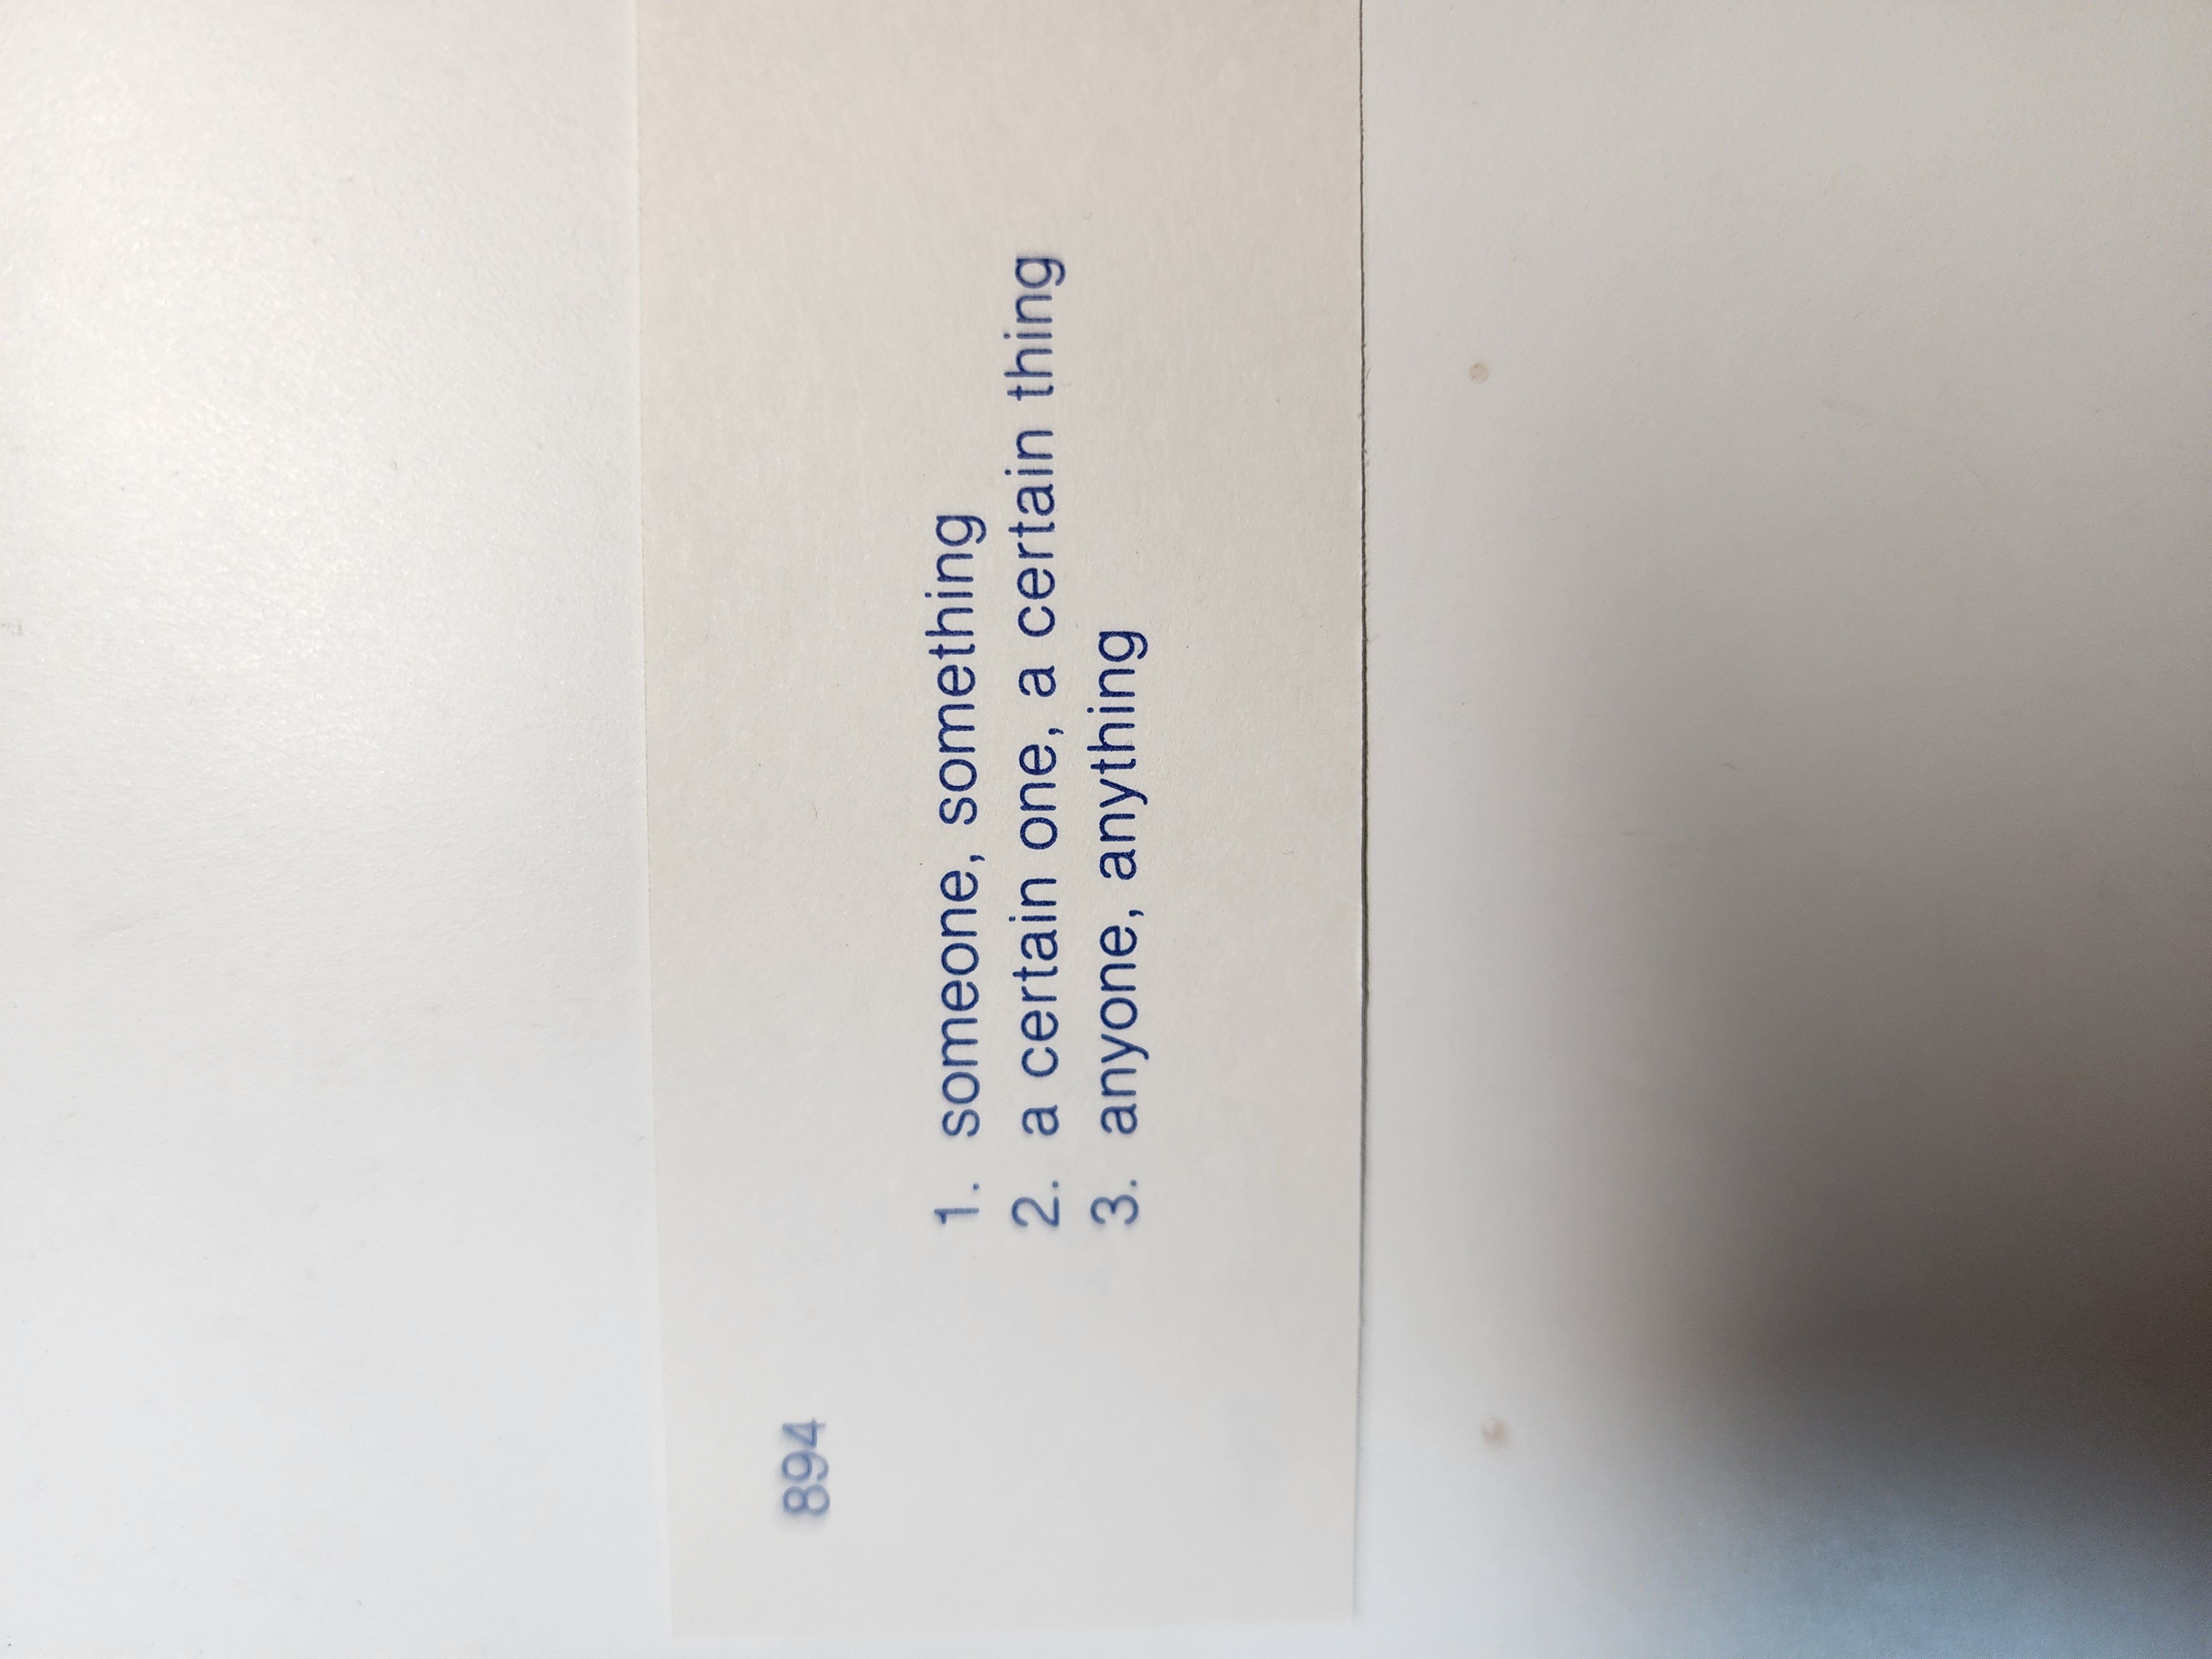 894
1. someone, something
2. a certain one, a certain thing
3. anyone, anything